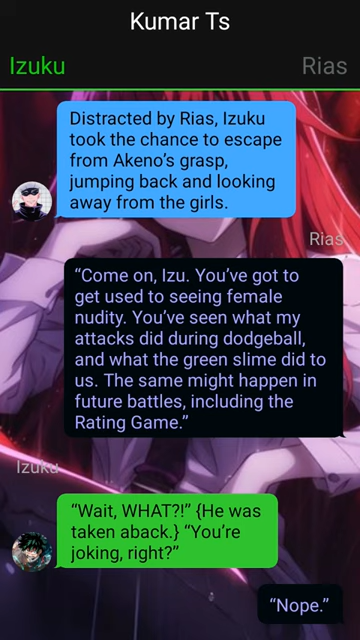 Kumar Ts
Izuku
Rias
Distracted by Rias, Izuku
took the chance to escape
from Akeno’s grasp,
jumping back and looking
away from the girls.
Rias
“Come on, Izu. You’ve got to
get used to seeing female
nudity. You’ve seen what my
attacks did during dodgeball,
and what the green slime did to
us. The same might happen in
future battles, including the
Rating Game.”
Izuku
“Wait, WHAT?!” {He was
taken aback.} “You’re
joking, right?”
“Nope.”